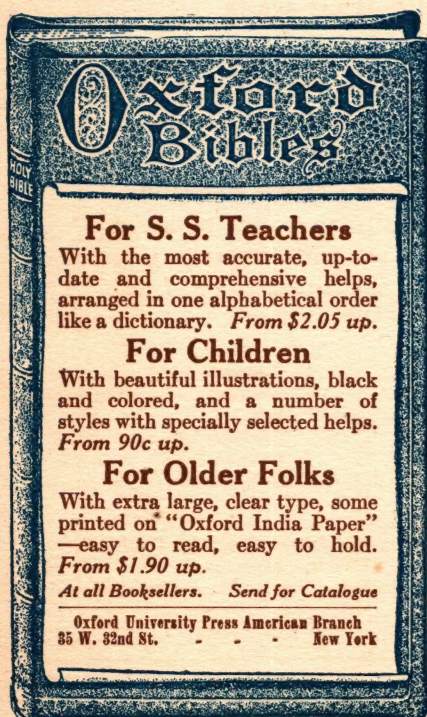 Oxford
Bibles
HOLY
BIBLE
For S. S. Teachers
With the most accurate, up-to-
date and comprehensive helps,
arranged in one alphabetical order
like a dictionary. From $2.05 up.
For Children
With beautiful illustrations, black
and colored, and a number of
styles with specially selected helps.
From 90c up.
For Older Folks
With extra large, clear type, some
printed on "Oxford India Paper"
—easy to read, easy to hold.
From $1.90 up.
At all Booksellers. Send for Catalogue
Oxford University Press American Branch
35 W. 32nd St. - - - New York